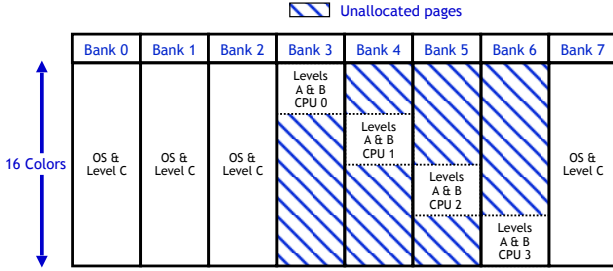 Unallocated pages
Bank 0 Bank 1 Bank 2 Bank 3 Bank 4 Bank 5 Bank 6 Bank 7
16 Colors
OS &
Level C
OS &
Level C
OS &
Level C
Levels
A & B
CPU 0
Levels
A & B
CPU 1
Levels
A & B
CPU 2
Levels
A & B
CPU 3
OS &
Level C